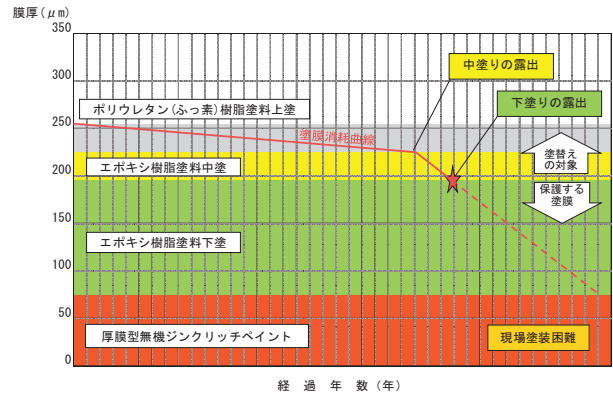 膜厚(μm)
350
300
250
200
150
100
50
0
中塗りの露出
下塗りの露出
ポリウレタン(ふっ素)樹脂塗料上塗
塗膜消耗曲線
エポキシ樹脂塗料中塗
塗替え
の対象
保護する
塗膜
エポキシ樹脂塗料下塗
厚膜型無機ジンクリッチペイント
現場塗装困難
経過年数(年)